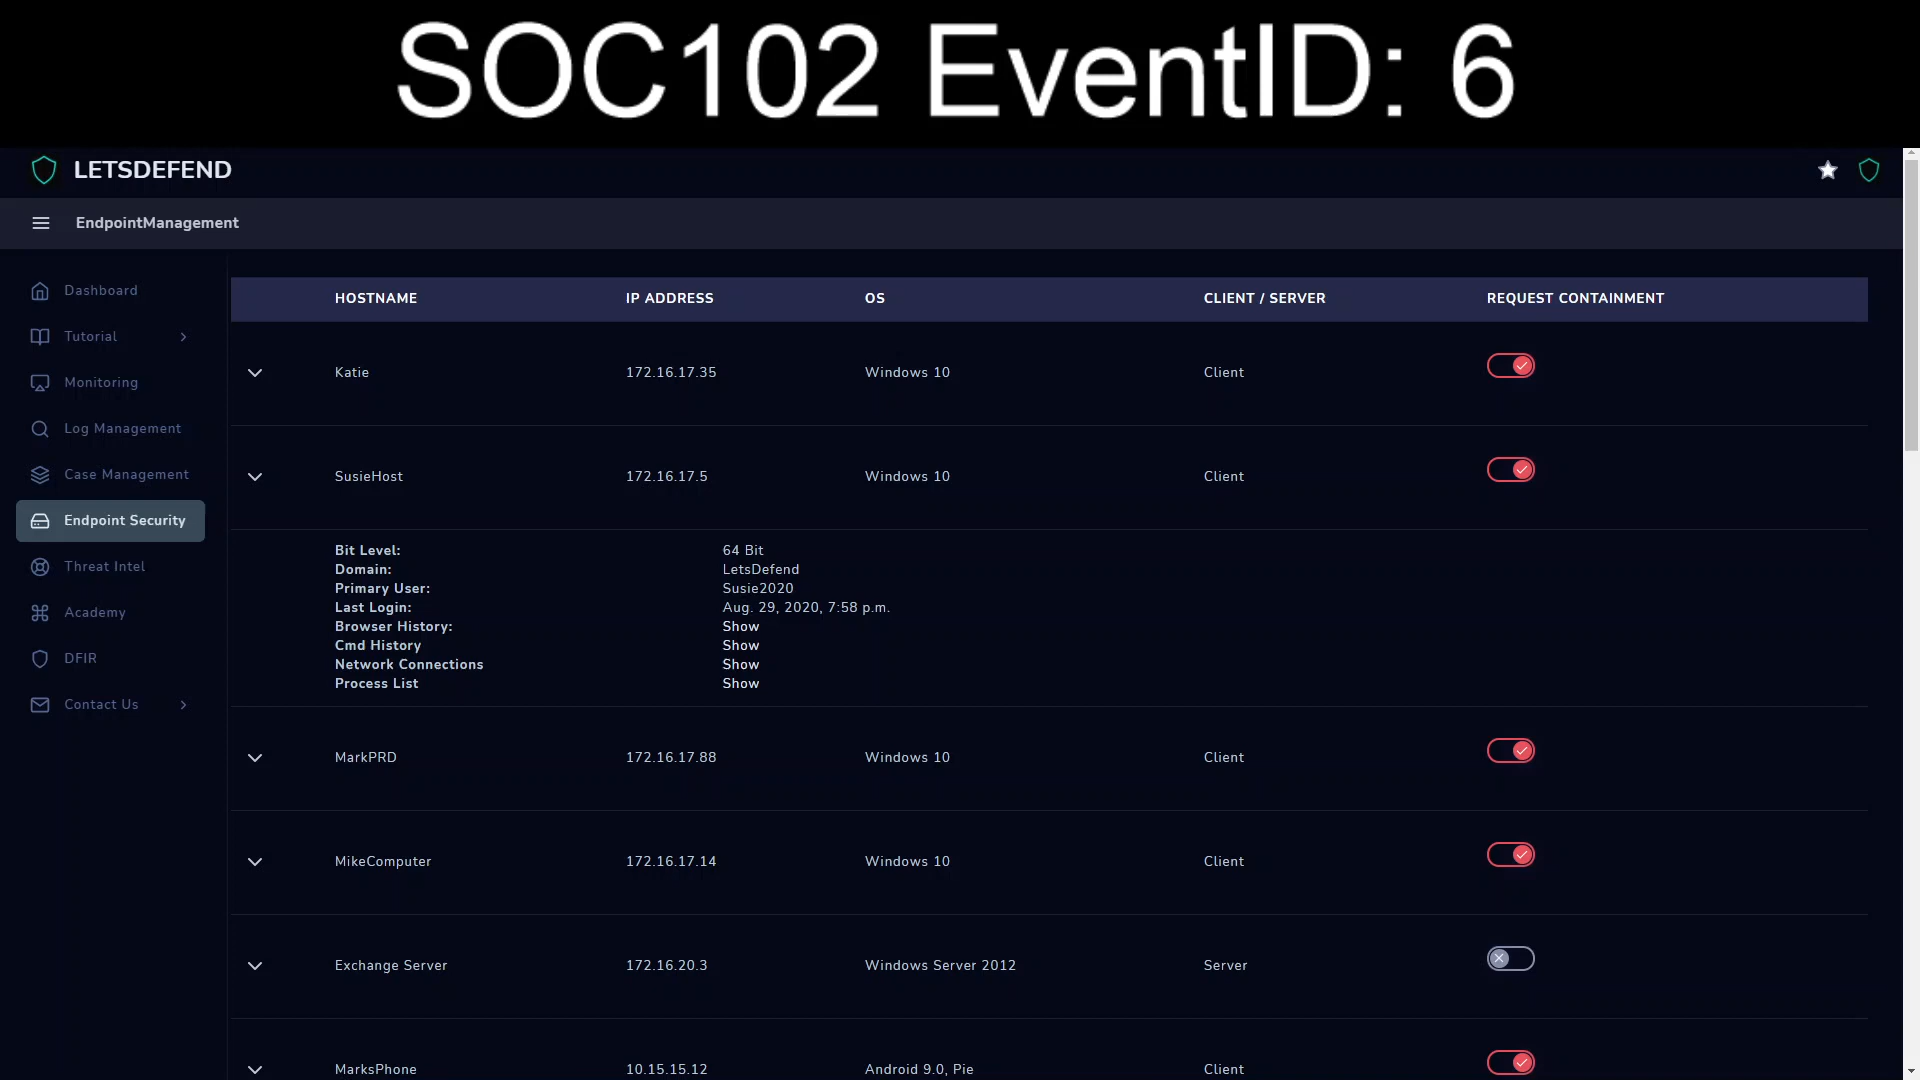 SOC102 EventID: 6
LETSDEFEND
EndpointManagement
Dashboard
Tutorial
Monitoring
Log Management
Case Management
Endpoint Security
Threat Intel
Academy
DFIR
Contact Us
HOSTNAME IP ADDRESS OS CLIENT / SERVER REQUEST CONTAINMENT
Katie 172.16.17.35 Windows 10 Client
SusieHost 172.16.17.5 Windows 10 Client
Bit Level: 64 Bit
Domain: LetsDefend
Primary User: Susie2020
Last Login: Aug. 29, 2020, 7:58 p.m.
Browser History: Show
Cmd History Show
Network Connections Show
Process List Show
MarkPRD 172.16.17.88 Windows 10 Client
MikeComputer 172.16.17.14 Windows 10 Client
Exchange Server 172.16.20.3 Windows Server 2012 Server
MarksPhone 10.15.15.12 Android 9.0, Pie Client